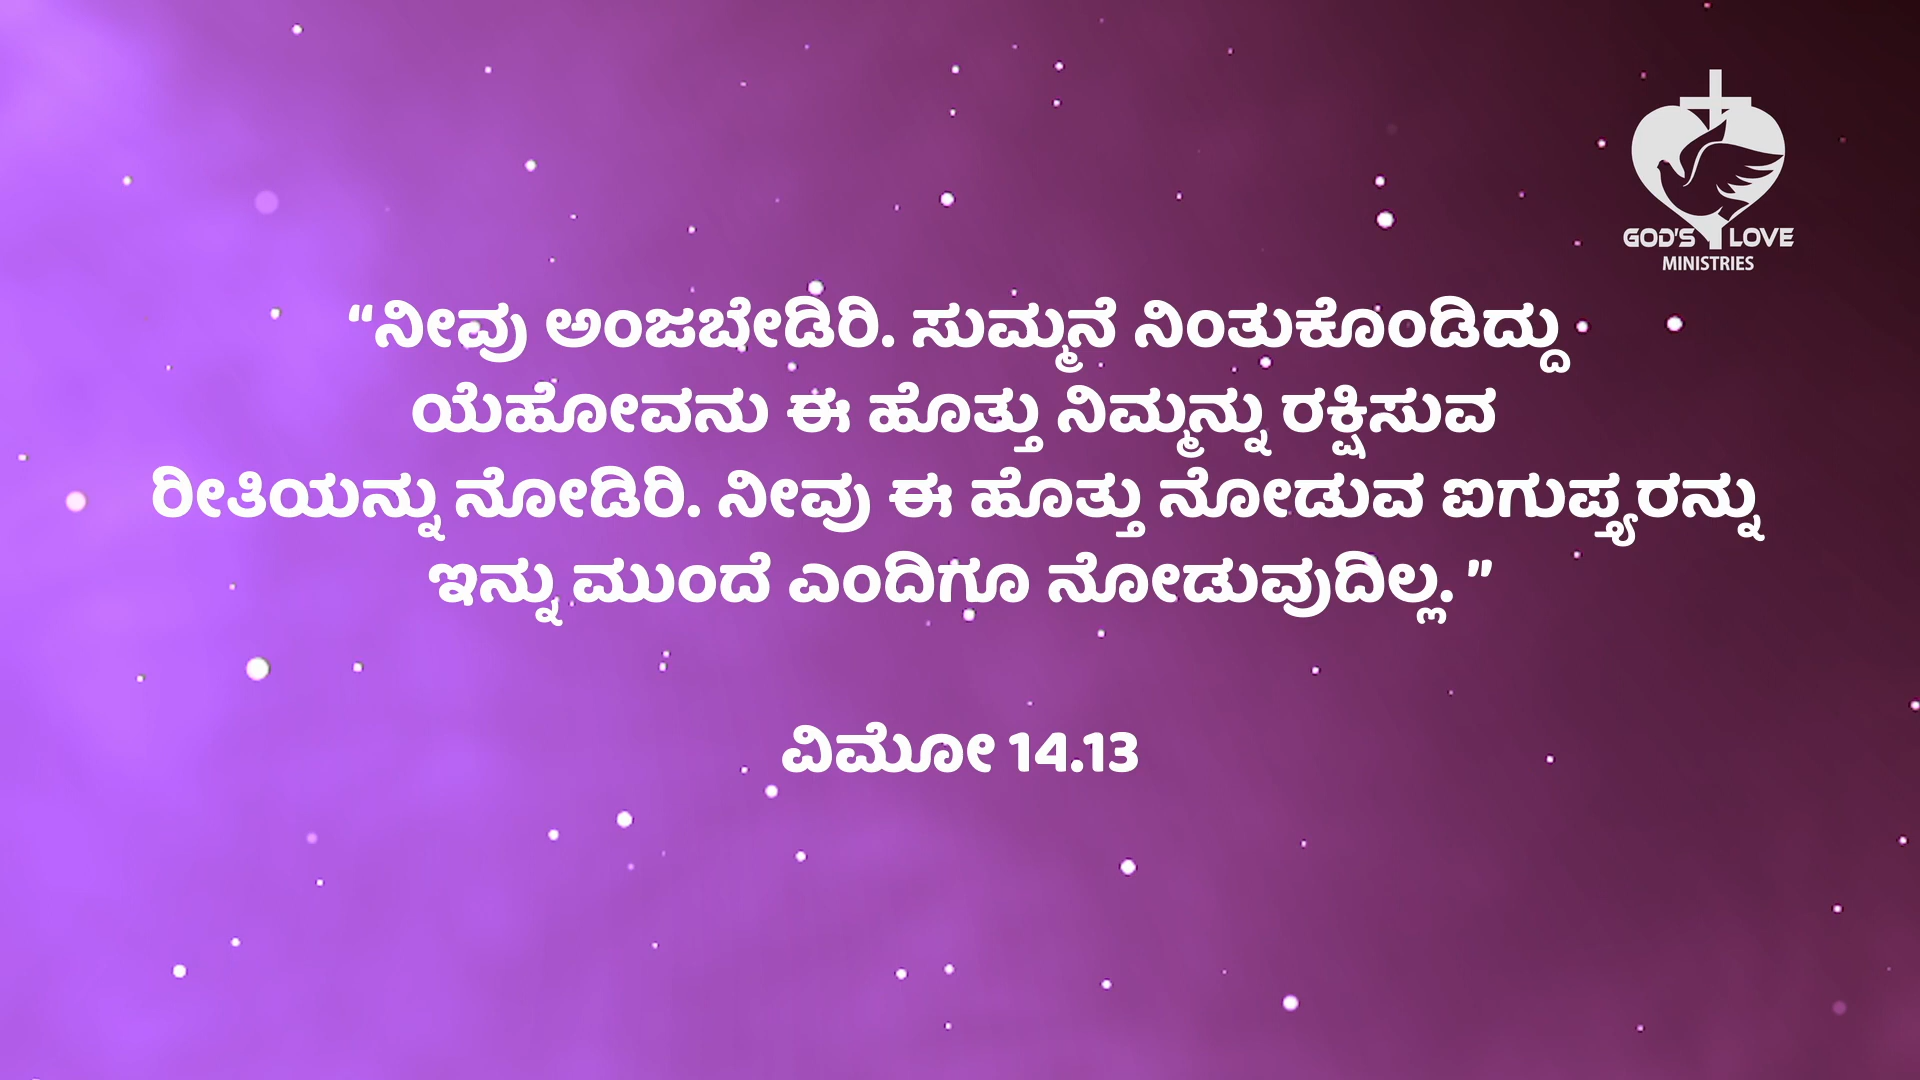 GOD'S LOVE
MINISTRIES
“ನೀವು ಅಂಜಬೇಡಿರಿ. ಸುಮ್ಮನೆ ನಿಂತುಕೊಂಡಿದ್ದು
ಯೆಹೋವನು ಈ ಹೊತ್ತು ನಿಮ್ಮನ್ನು ರಕ್ಷಿಸುವ
ರೀತಿಯನ್ನು ನೋಡಿರಿ. ನೀವು ಈ ಹೊತ್ತು ನೋಡುವ ಐಗುಪ್ತ್ಯರನ್ನು
ಇನ್ನು ಮುಂದೆ ಎಂದಿಗೂ ನೋಡುವುದಿಲ್ಲ. ”
ವಿಮೋ 14.13